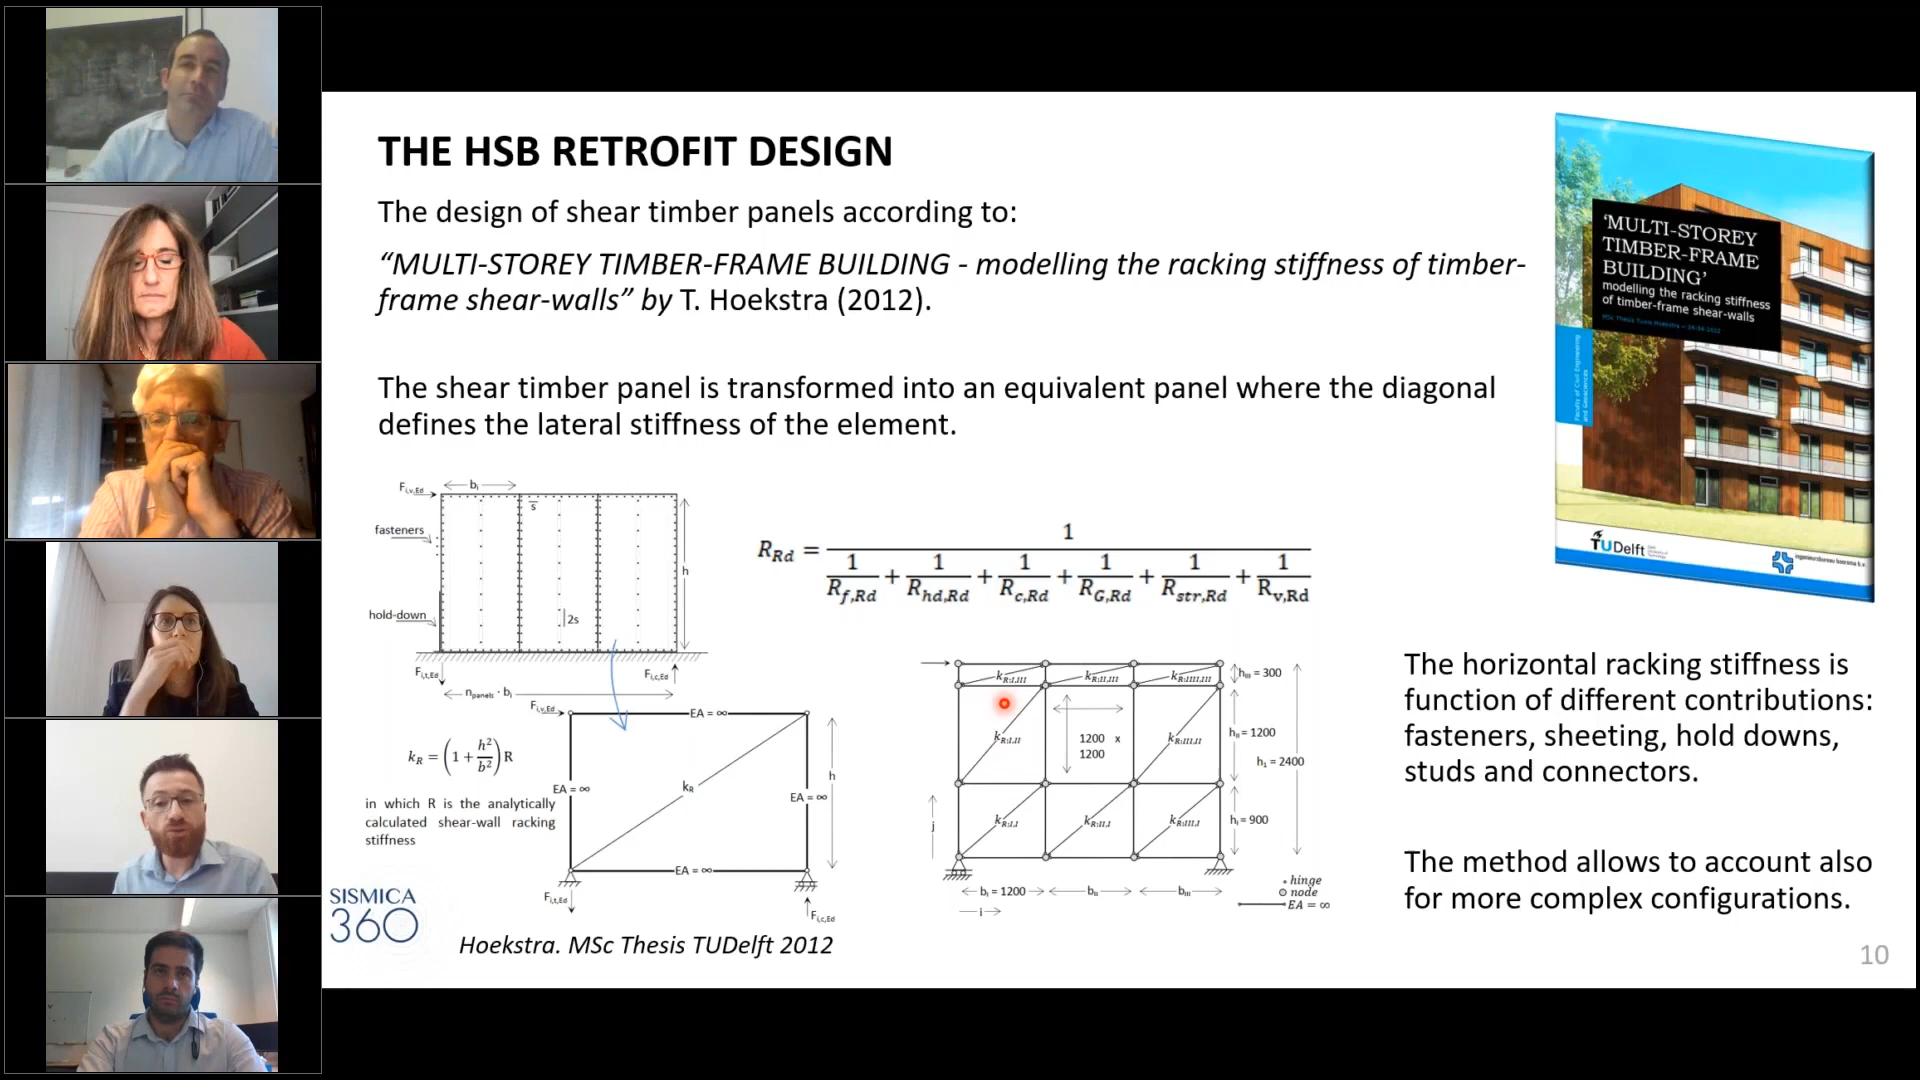 THE HSB RETROFIT DESIGN
The design of shear timber panels according to:
“MULTI-STOREY TIMBER-FRAME BUILDING - modelling the racking stiffness of timber-
frame shear-walls” by T. Hoekstra (2012).
The shear timber panel is transformed into an equivalent panel where the diagonal
defines the lateral stiffness of the element.
‘MULTI-STOREY
TIMBER-FRAME
BUILDING’
modelling the racking stiffness
of timber-frame shear-walls
Faculty of Civil Engineering
and Geosciences
TUDelft
F_i,v,Ed
b_i
s
fasteners
h
hold-down
2s
F_i,t,Ed
F_i,c,Ed
n_panels · b_i
R_Rd = 1 / (1/R_f,Rd + 1/R_hd,Rd + 1/R_c,Rd + 1/R_G,Rd + 1/R_str,Rd + 1/R_v,Rd)
F_i,v,Ed
EA = ∞
k_R = (1 + h²/b²) R
EA = ∞
k_R
EA = ∞
h
in which R is the analytically
calculated shear-wall racking
stiffness
EA = ∞
F_i,t,Ed
F_i,c,Ed
k_R;I,III
k_R;II,III
k_R;III,III
h_III = 300
k_R;I,II
1200 x
1200
k_R;III,II
h_II = 1200
h_1 = 2400
j
k_R;I,I
k_R;II,I
k_R;III,I
h_I = 900
b_I = 1200
b_II
b_III
i
hinge
node
EA = ∞
The horizontal racking stiffness is
function of different contributions:
fasteners, sheeting, hold downs,
studs and connectors.
The method allows to account also
for more complex configurations.
SISMICA
360
Hoekstra. MSc Thesis TUDelft 2012
10